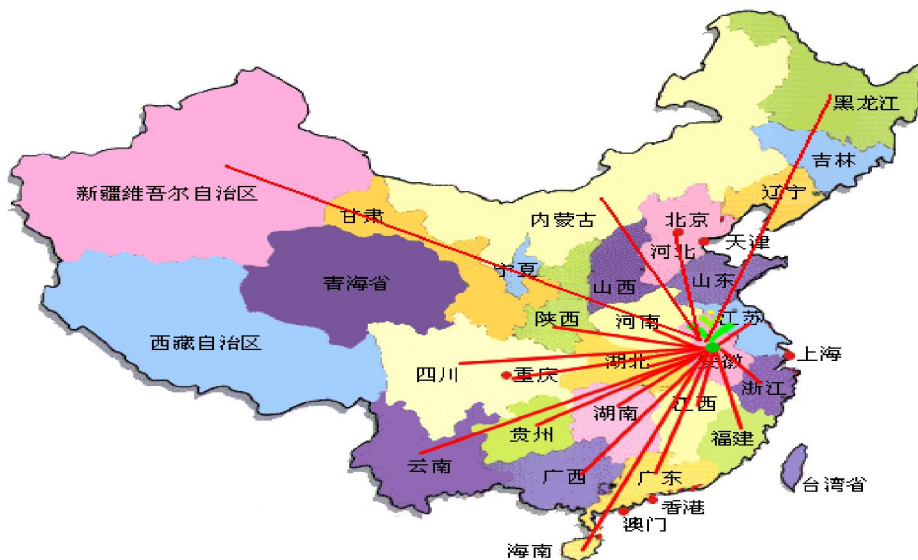 黑龙江
吉林
辽宁
新疆維吾尔自治区
甘肃
内蒙古
北京
天津
河北
宁夏
山西
山东
青海省
陕西
河南
江苏
西藏自治区
上海
四川
重庆
湖北
安徽
浙江
湖南
江西
贵州
福建
云南
广西
广东
台湾省
香港
澳门
海南